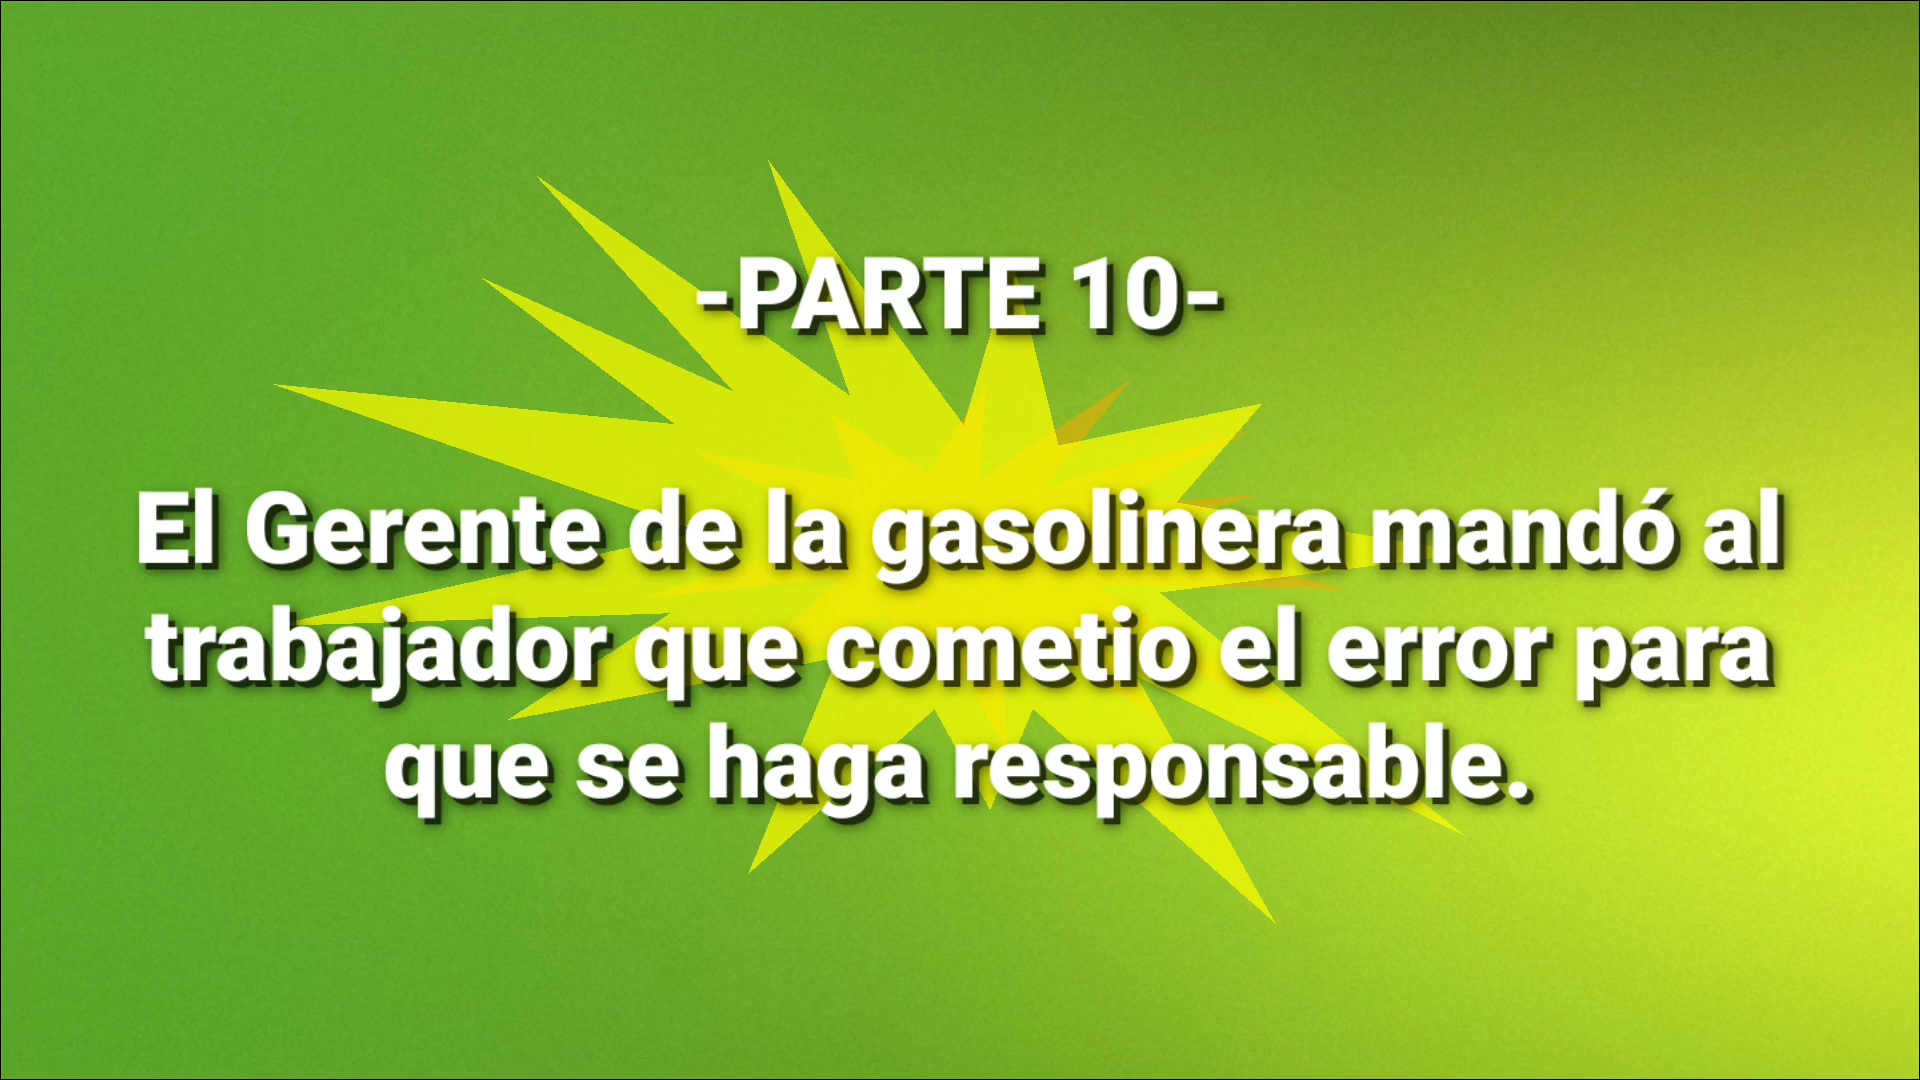 -PARTE 10-
El Gerente de la gasolinera mandó al
trabajador que cometio el error para
que se haga responsable.